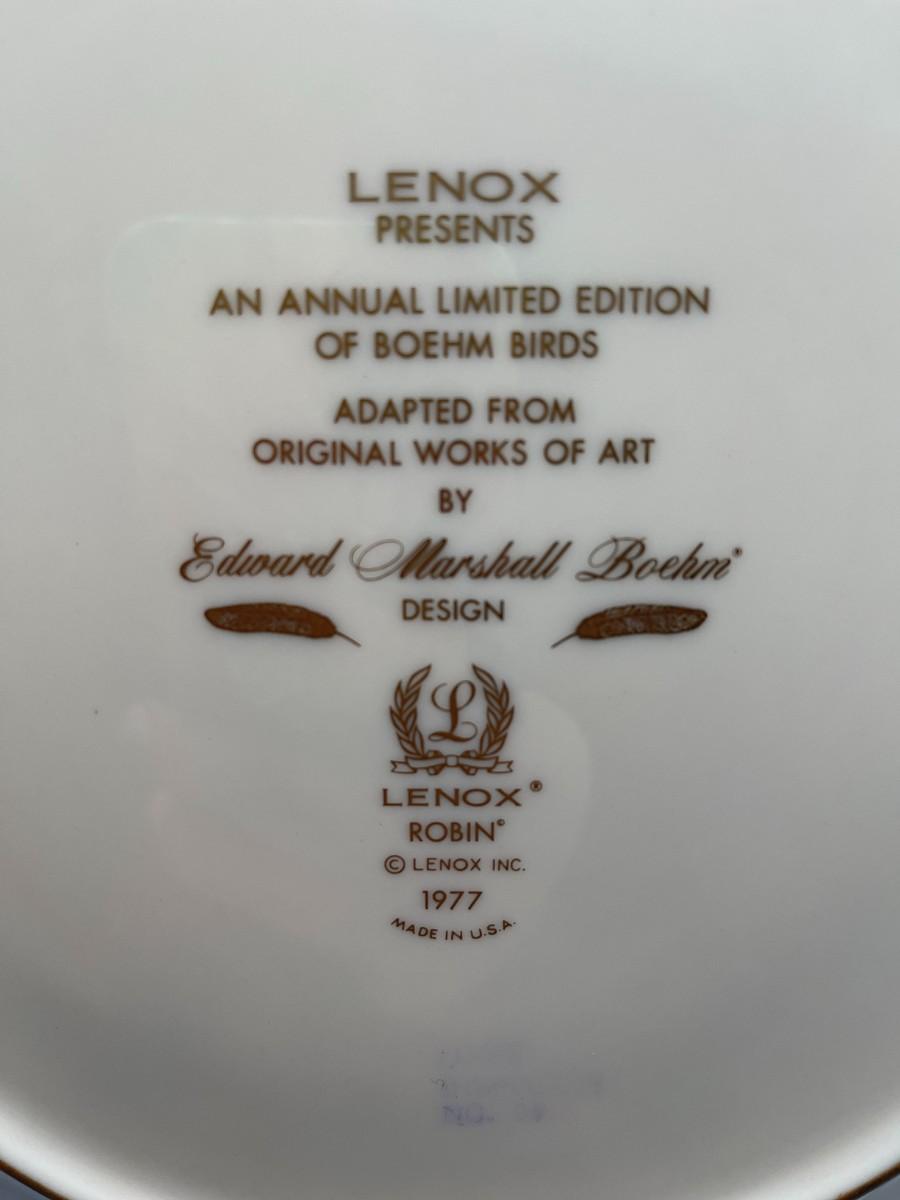 LENOX
PRESENTS
AN ANNUAL LIMITED EDITION
OF BOEHM BIRDS
ADAPTED FROM
ORIGINAL WORKS OF ART
BY
Edward Marshall Boehm®
DESIGN
L
LENOX®
ROBIN©
© LENOX INC.
1977
MADE IN U.S.A.
NO.